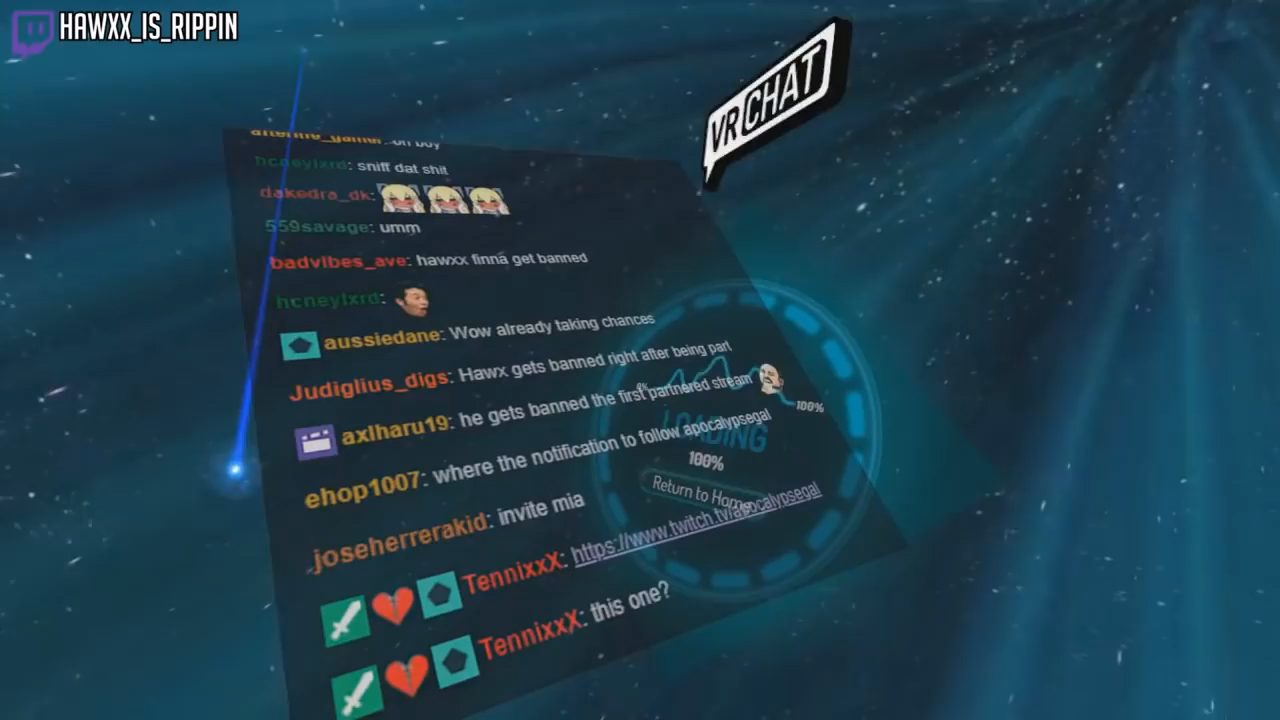 HAWXX_IS_RIPPIN
VRCHAT
hcneylxrd: sniff dat shit
dakedra_dk:
559savage: umm
badvibes_ave: hawxx finna get banned
hcneylxrd:
aussiedane: Wow already taking chances
Judiglius_digs: Hawx gets banned right after being part
axlharu19: he gets banned the first partnered stream
ehop1007: where the notification to follow apocalypsegal
joseherrerakid: invite mia
TennixxX: https://www.twitch.tv/apocalypsegal
TennixxX: this one?
0%
100%
LOADING
100%
Return to Home